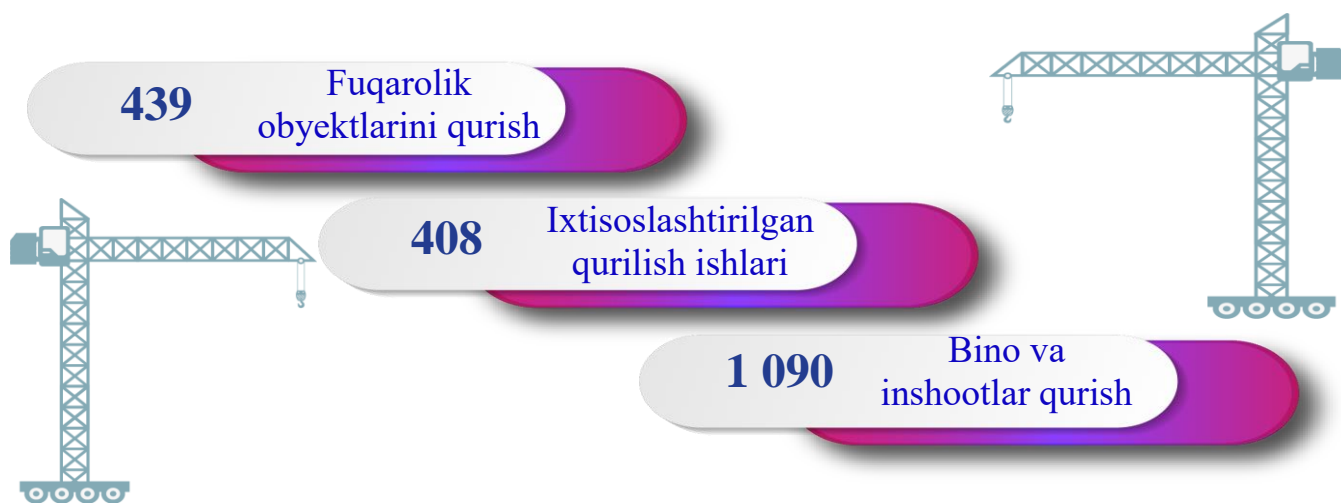 439
Fuqarolik
obyektlarini qurish
408
Ixtisoslashtirilgan
qurilish ishlari
1 090
Bino va
inshootlar qurish